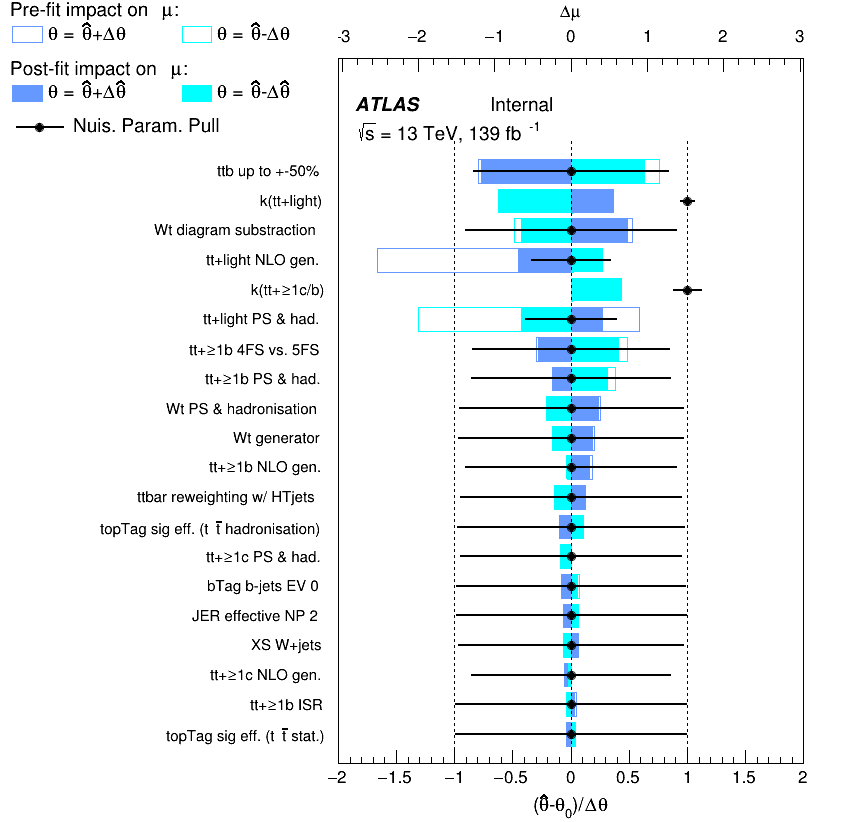 Pre-fit impact on μ:
θ = θ̂+Δθ θ = θ̂-Δθ
Post-fit impact on μ:
θ = θ̂+Δθ̂ θ = θ̂-Δθ̂
Nuis. Param. Pull
Δμ
-3 −2 −1 0 1 2 3
ATLAS Internal
√s = 13 TeV, 139 fb -1
ttb up to +-50%
k(tt+light)
Wt diagram substraction
tt+light NLO gen.
k(tt+≥1c/b)
tt+light PS & had.
tt+≥1b 4FS vs. 5FS
tt+≥1b PS & had.
Wt PS & hadronisation
Wt generator
tt+≥1b NLO gen.
ttbar reweighting w/ HTjets
topTag sig eff. (t t̄ hadronisation)
tt+≥1c PS & had.
bTag b-jets EV 0
JER effective NP 2
XS W+jets
tt+≥1c NLO gen.
tt+≥1b ISR
topTag sig eff. (t t̄ stat.)
−2 −1.5 −1 −0.5 0 0.5 1 1.5 2
(θ̂-θ₀)/Δθ